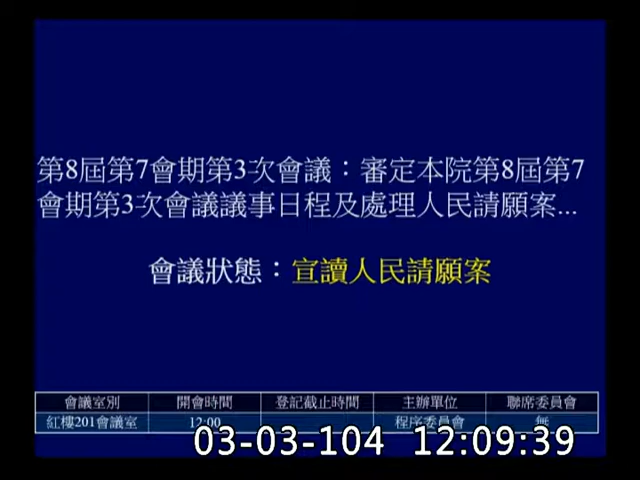 第8屆第7會期第3次會議：審定本院第8屆第7
會期第3次會議議事日程及處理人民請願案...
會議狀態：宣讀人民請願案
會議室別 開會時間 登記截止時間 主辦單位 聯席委員會
紅樓201會議室 12:00 程序委員會 無
03-03-104 12:09:39